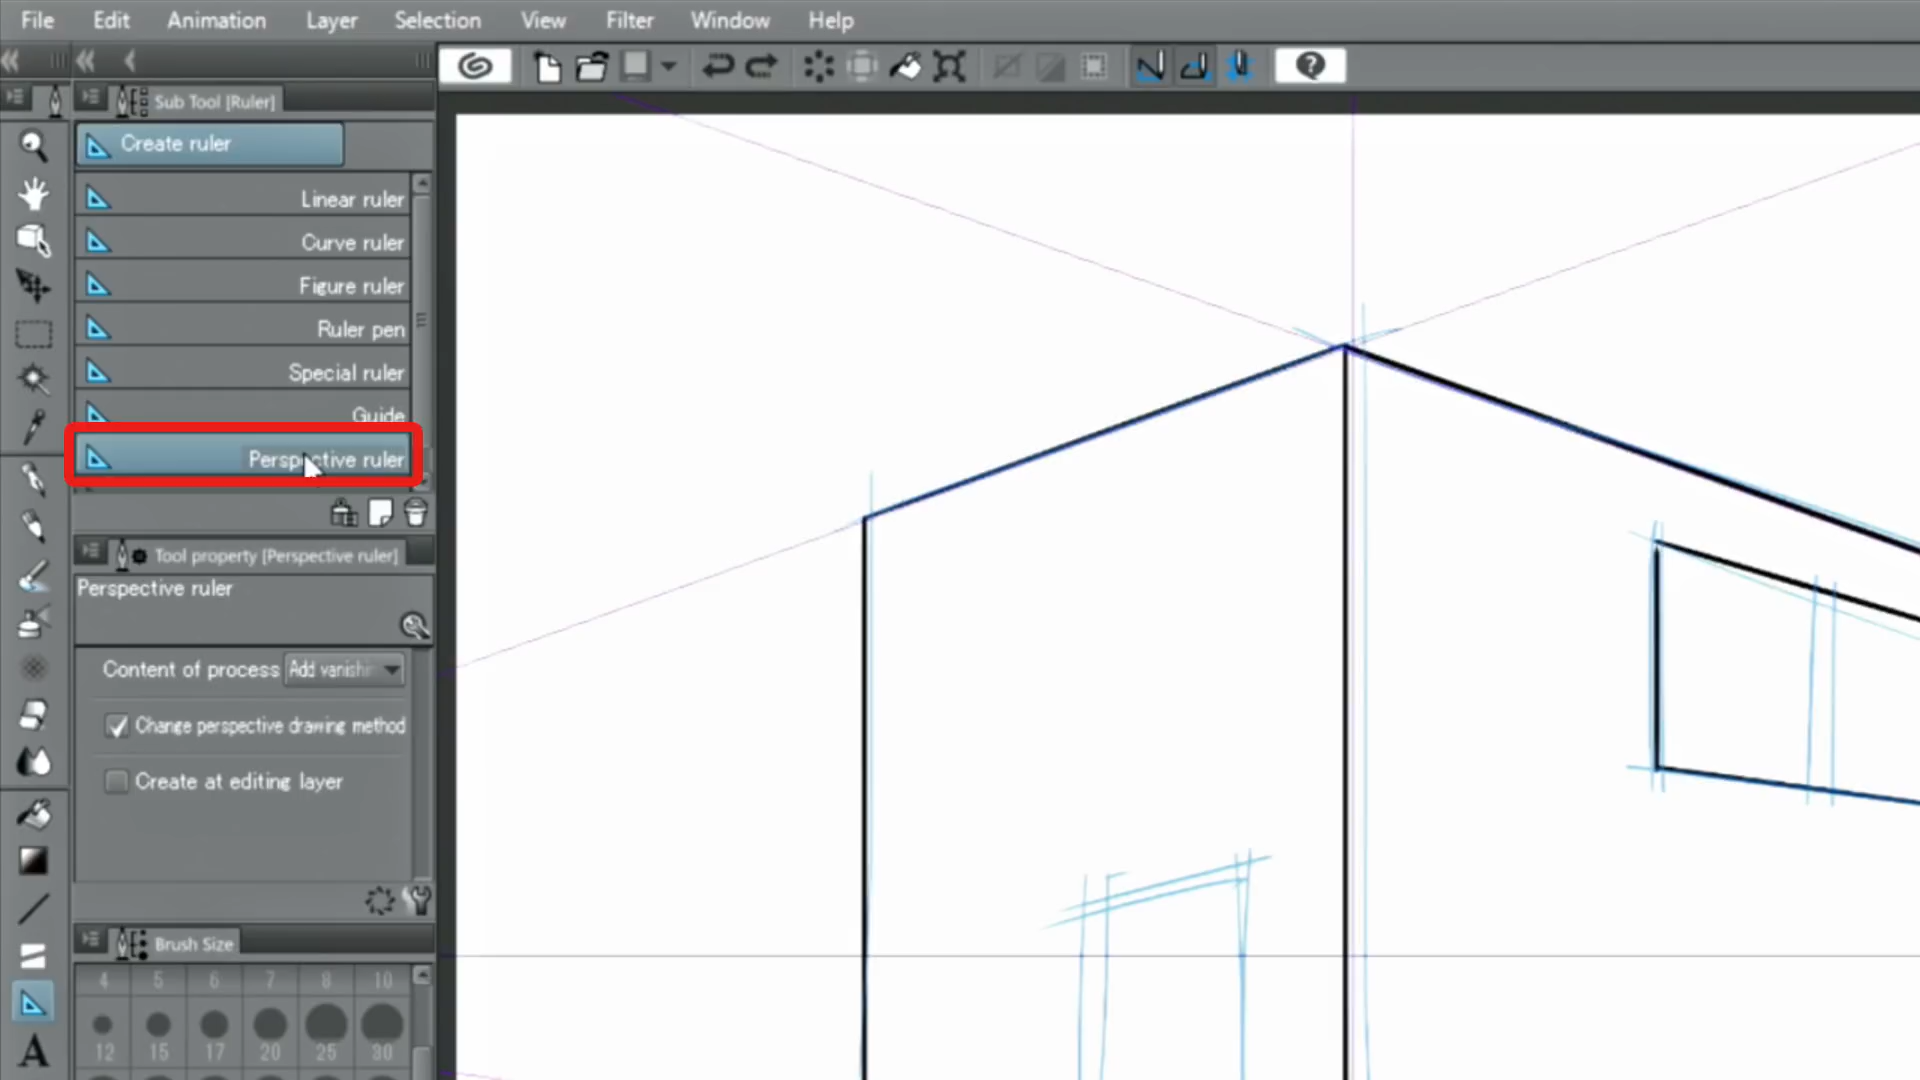 File Edit Animation Layer Selection View Filter Window Help
Sub Tool [Ruler]
Create ruler
Linear ruler
Curve ruler
Figure ruler
Ruler pen
Special ruler
Guide
Perspective ruler
Tool property [Perspective ruler]
Perspective ruler
Content of process Add vanishi
Change perspective drawing method
Create at editing layer
Brush Size
4 5 6 7 8 10
12 15 17 20 25 30
A